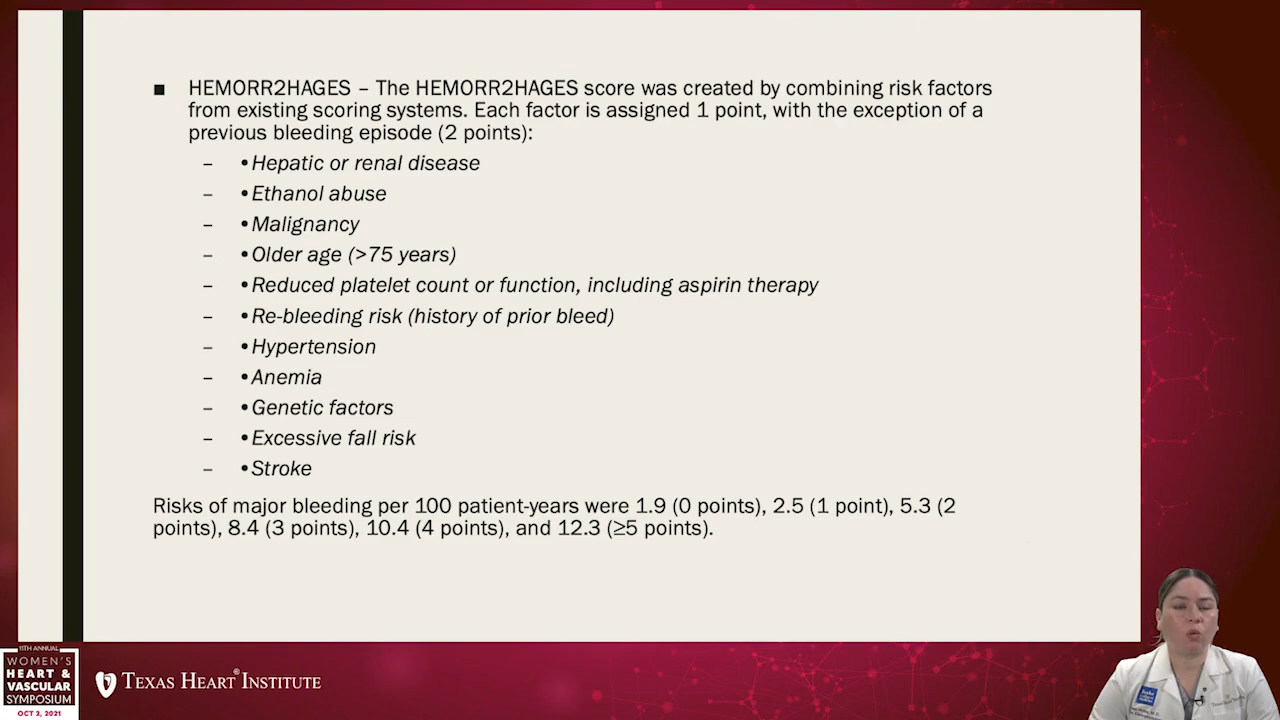 ■ HEMORR2HAGES – The HEMORR2HAGES score was created by combining risk factors
from existing scoring systems. Each factor is assigned 1 point, with the exception of a
previous bleeding episode (2 points):
– •Hepatic or renal disease
– •Ethanol abuse
– •Malignancy
– •Older age (>75 years)
– •Reduced platelet count or function, including aspirin therapy
– •Re-bleeding risk (history of prior bleed)
– •Hypertension
– •Anemia
– •Genetic factors
– •Excessive fall risk
– •Stroke
Risks of major bleeding per 100 patient-years were 1.9 (0 points), 2.5 (1 point), 5.3 (2
points), 8.4 (3 points), 10.4 (4 points), and 12.3 (≥5 points).
11TH ANNUAL
WOMEN'S
HEART &
VASCULAR
SYMPOSIUM
OCT 2, 2021
TEXAS HEART® INSTITUTE